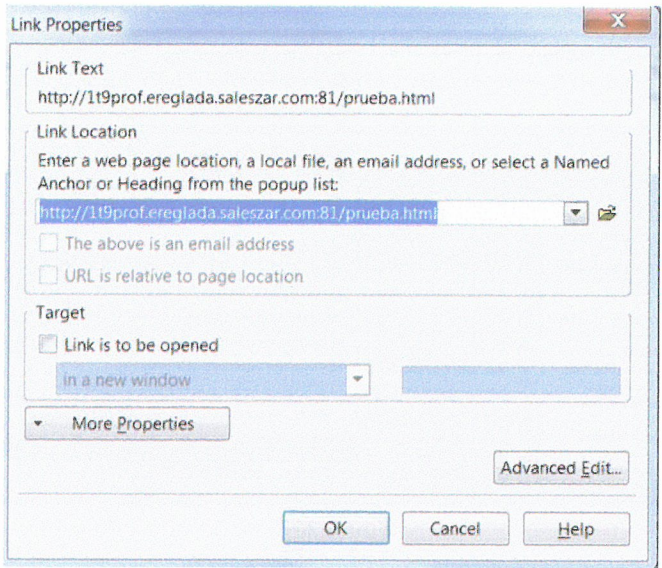 Link Properties
Link Text
http://1t9prof.ereglada.saleszar.com:81/prueba.html
Link Location
Enter a web page location, a local file, an email address, or select a Named
Anchor or Heading from the popup list:
http://1t9prof.ereglada.saleszar.com:81/prueba.html
The above is an email address
URL is relative to page location
Target
Link is to be opened
in a new window
More Properties
Advanced Edit...
OK Cancel Help